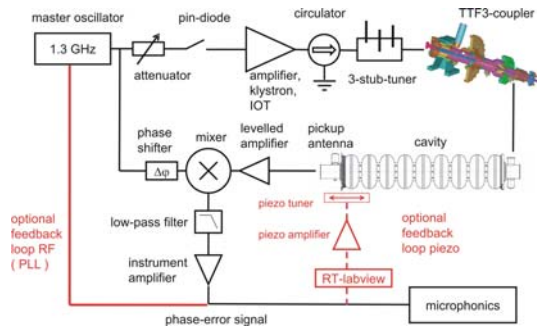 master oscillator
pin-diode
circulator
TTF3-coupler
1.3 GHz
attenuator
amplifier,
klystron,
IOT
3-stub-tuner
phase
shifter
mixer
levelled
amplifier
pickup
antenna
cavity
Δφ
piezo tuner
low-pass filter
piezo amplifier
optional
feedback
loop piezo
optional
feedback
loop RF
( PLL )
instrument
amplifier
RT-labview
microphonics
phase-error signal